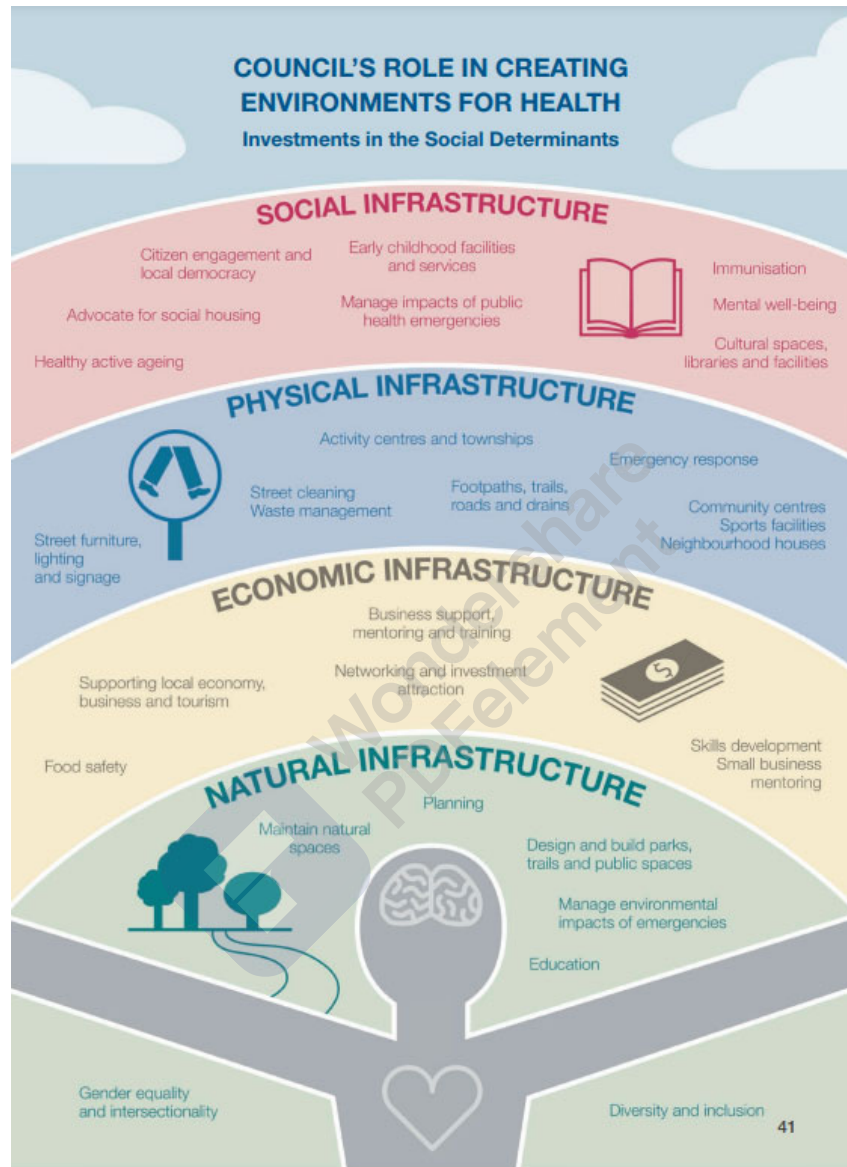 COUNCIL'S ROLE IN CREATING
ENVIRONMENTS FOR HEALTH
Investments in the Social Determinants
SOCIAL INFRASTRUCTURE
Citizen engagement and
local democracy
Early childhood facilities
and services
Immunisation
Advocate for social housing
Manage impacts of public
health emergencies
Mental well-being
Healthy active ageing
Cultural spaces,
libraries and facilities
PHYSICAL INFRASTRUCTURE
Activity centres and townships
Emergency response
Street cleaning
Waste management
Footpaths, trails,
roads and drains
Community centres
Sports facilities
Neighbourhood houses
Street furniture,
lighting
and signage
ECONOMIC INFRASTRUCTURE
Business support,
mentoring and training
Supporting local economy,
business and tourism
Networking and investment
attraction
$
Food safety
Skills development
Small business
mentoring
NATURAL INFRASTRUCTURE
Planning
Maintain natural
spaces
Design and build parks,
trails and public spaces
Manage environmental
impacts of emergencies
Education
Gender equality
and intersectionality
Diversity and inclusion
41
Wondershare
PDFelement